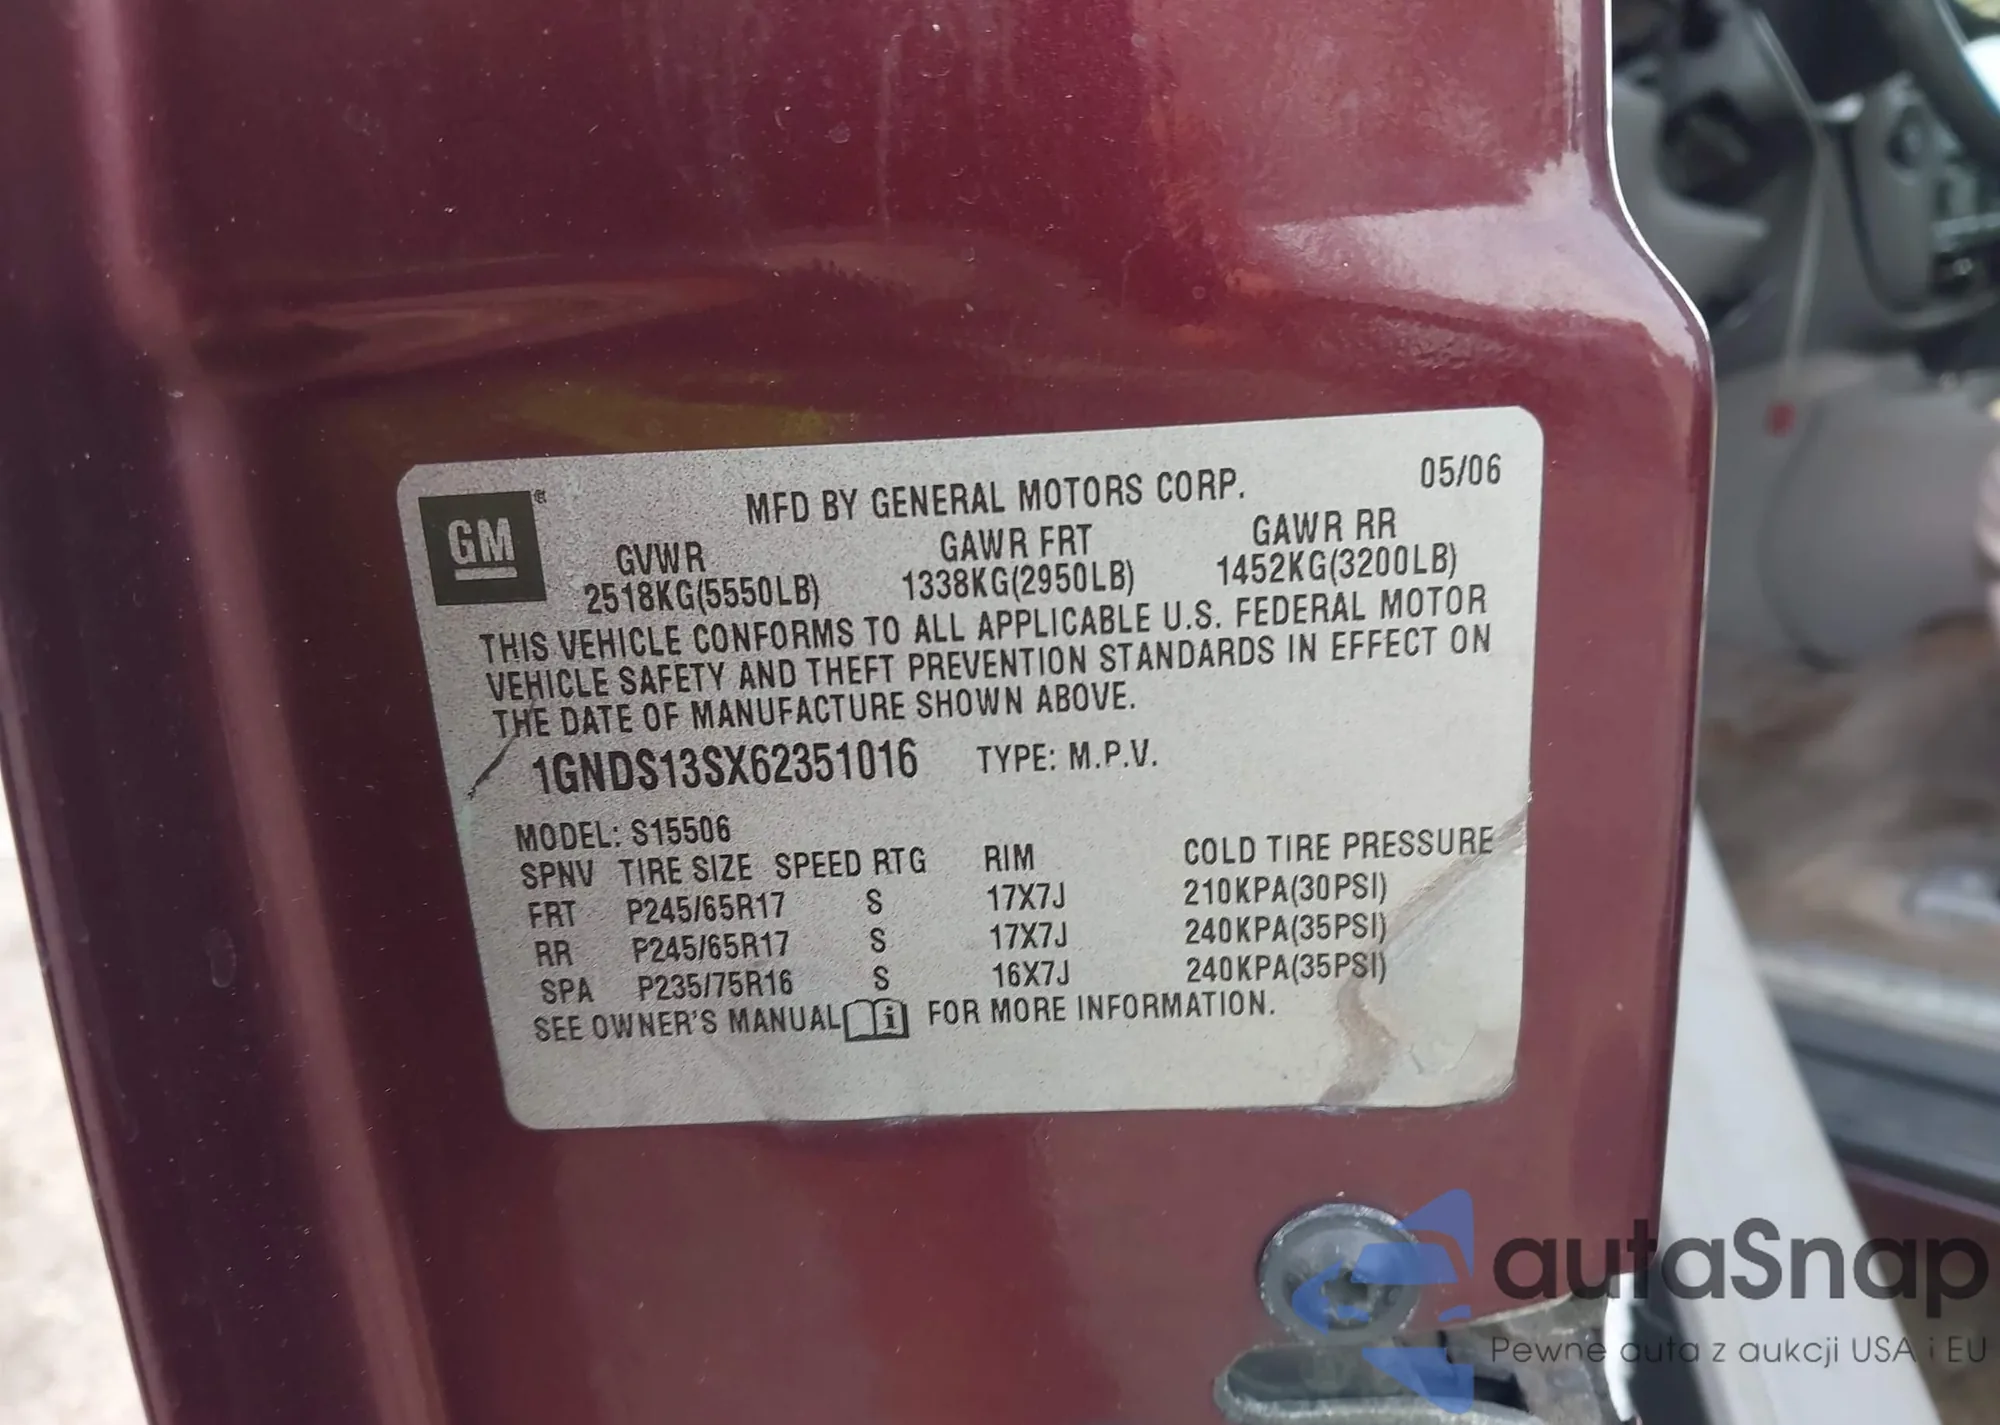 GM ®
MFD BY GENERAL MOTORS CORP. 05/06
GVWR GAWR FRT GAWR RR
2518KG(5550LB) 1338KG(2950LB) 1452KG(3200LB)
THIS VEHICLE CONFORMS TO ALL APPLICABLE U.S. FEDERAL MOTOR
VEHICLE SAFETY AND THEFT PREVENTION STANDARDS IN EFFECT ON
THE DATE OF MANUFACTURE SHOWN ABOVE.
1GNDS13SX62351016 TYPE: M.P.V.
MODEL: S15506
SPNV TIRE SIZE SPEED RTG RIM COLD TIRE PRESSURE
FRT P245/65R17 S 17X7J 210KPA(30PSI)
RR P245/65R17 S 17X7J 240KPA(35PSI)
SPA P235/75R16 S 16X7J 240KPA(35PSI)
SEE OWNER'S MANUAL i FOR MORE INFORMATION.
autaSnap
Pewne auta z aukcji USA i EU